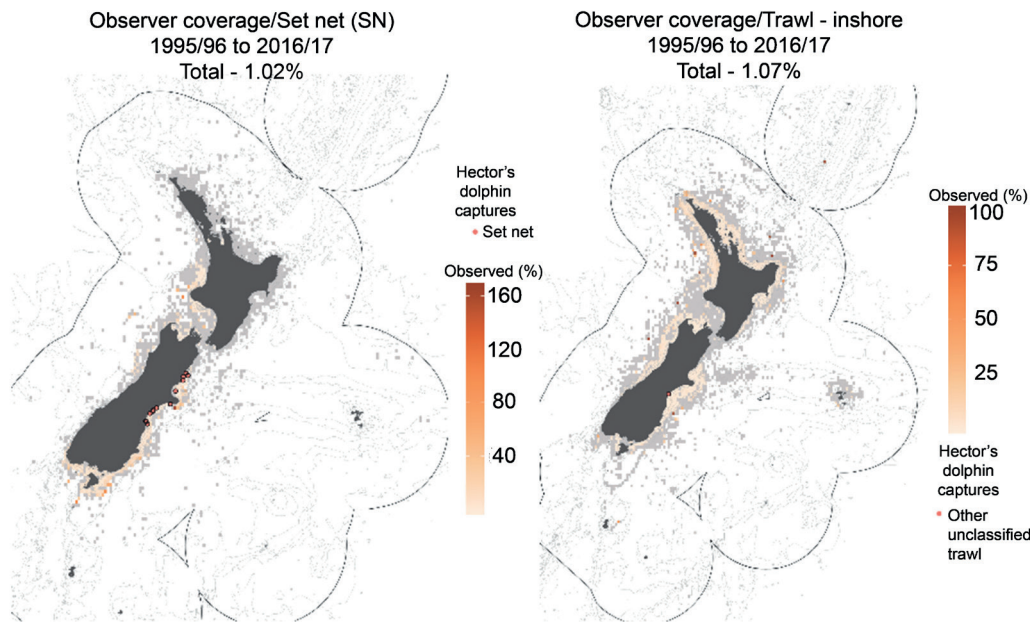 Observer coverage/Set net (SN)
1995/96 to 2016/17
Total - 1.02%
Hector's
dolphin
captures
Set net
Observed (%)
160
120
80
40
Observer coverage/Trawl - inshore
1995/96 to 2016/17
Total - 1.07%
Observed (%)
100
75
50
25
Hector's
dolphin
captures
Other
unclassified
trawl